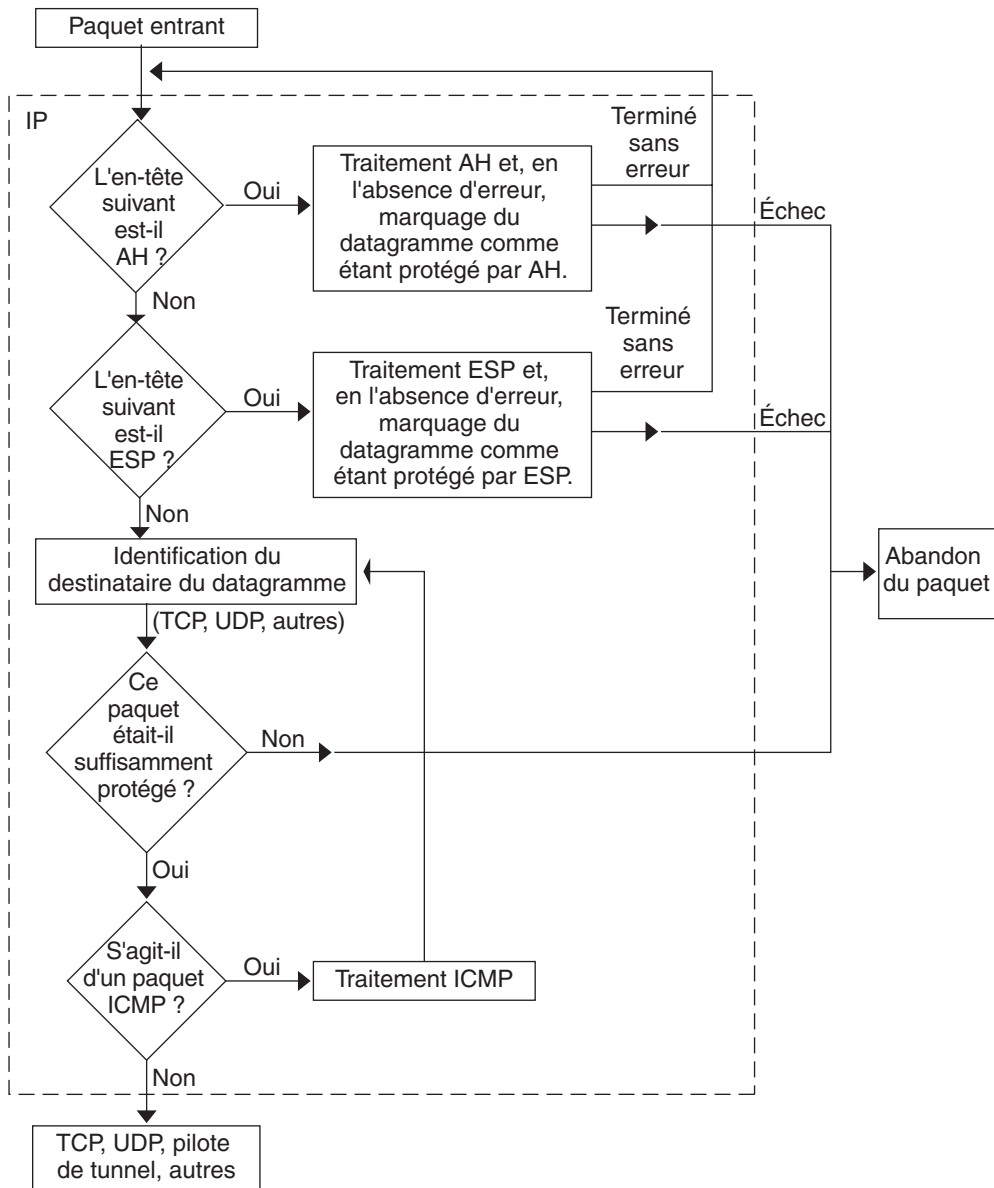 Paquet entrant
IP
Terminé
sans
erreur
L'en-tête
suivant
est-il
AH ?
Oui
Traitement AH et, en
l'absence d'erreur,
marquage du
datagramme comme
étant protégé par AH.
Échec
Non
Terminé
sans
erreur
L'en-tête
suivant
est-il
ESP ?
Oui
Traitement ESP et,
en l'absence d'erreur,
marquage du
datagramme comme
étant protégé par ESP.
Échec
Non
Identification du
destinataire du datagramme
Abandon
du paquet
(TCP, UDP, autres)
Ce
paquet
était-il
suffisamment
protégé ?
Non
Oui
S'agit-il
d'un paquet
ICMP ?
Oui
Traitement ICMP
Non
TCP, UDP, pilote
de tunnel, autres